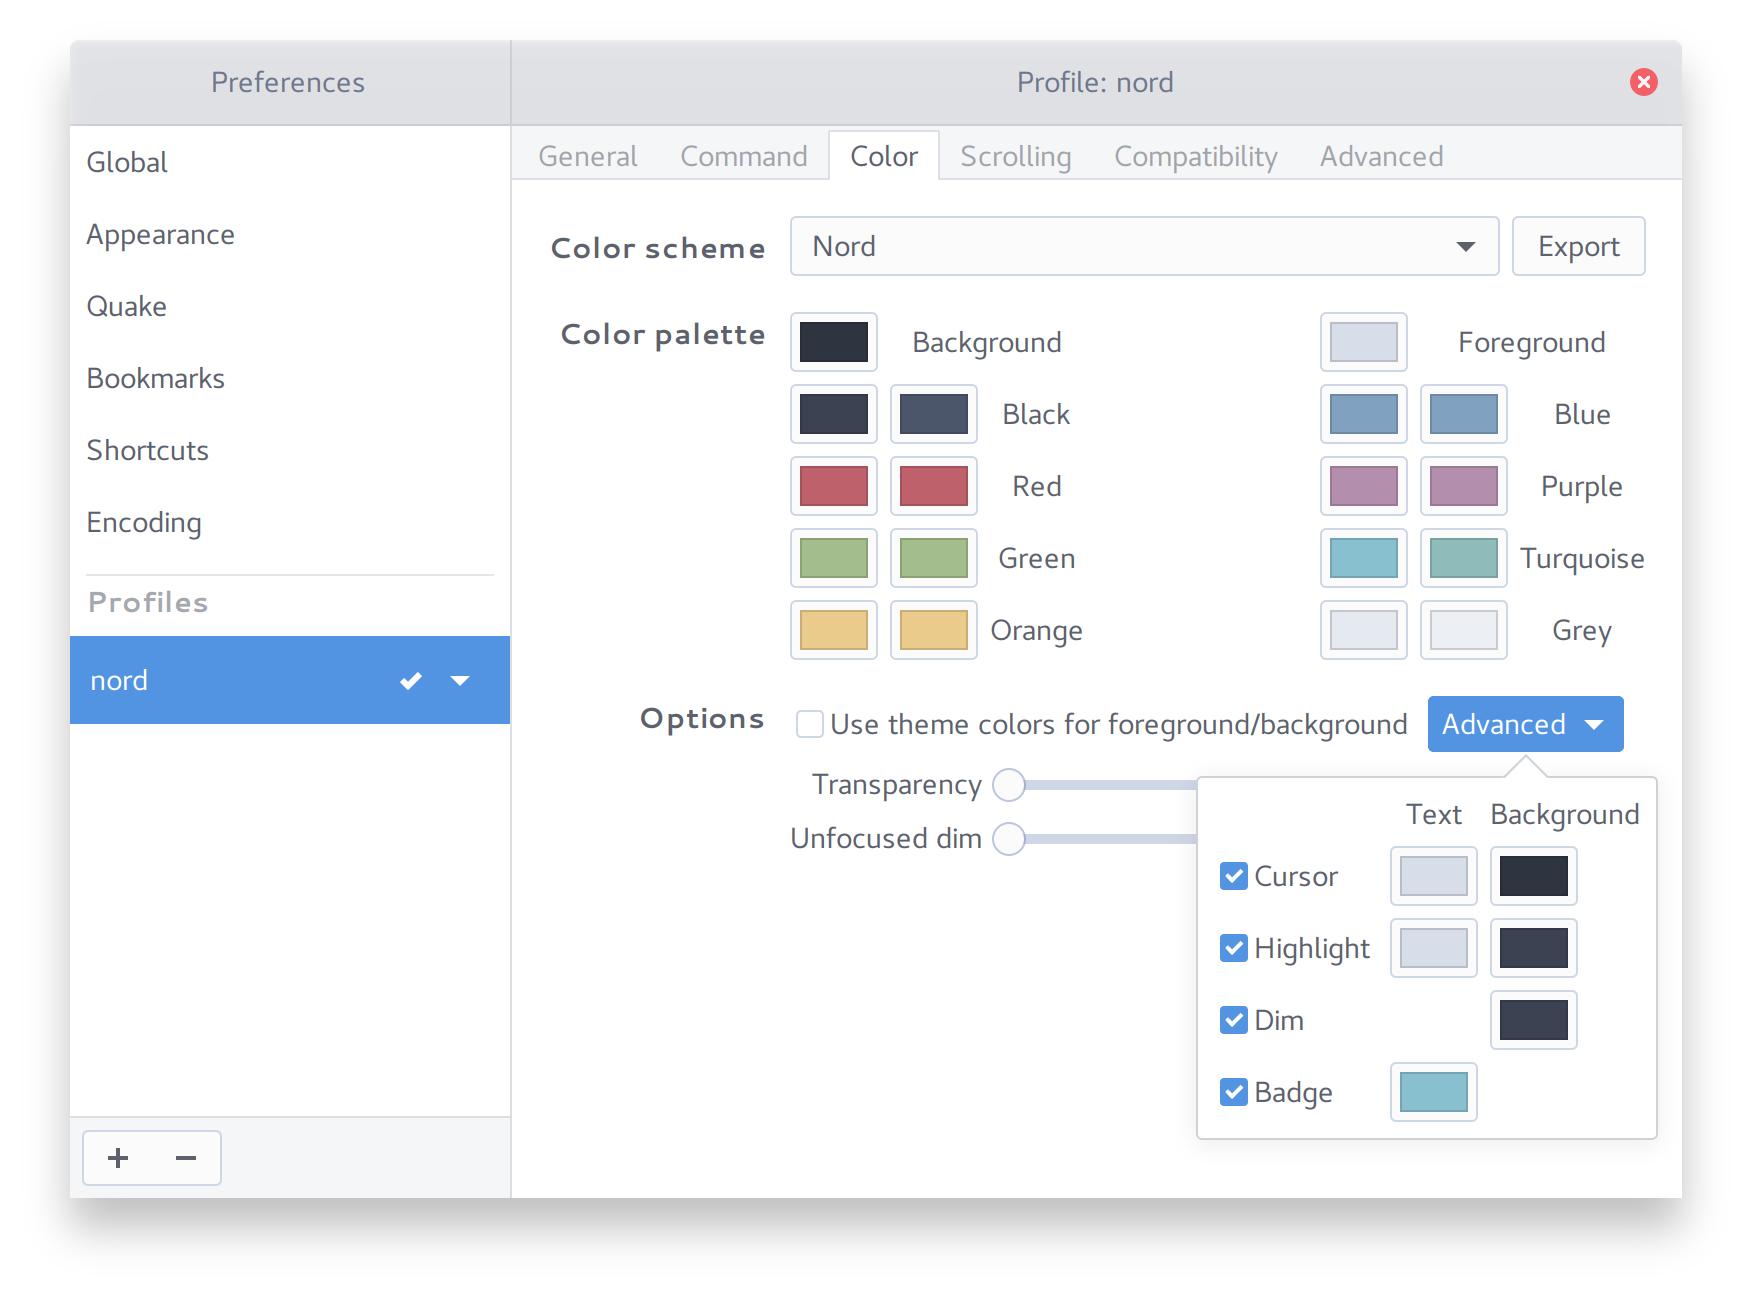 Preferences
Profile: nord
Global
Appearance
Quake
Bookmarks
Shortcuts
Encoding
Profiles
nord
General Command Color Scrolling Compatibility Advanced
Color scheme Nord Export
Color palette Background Foreground
Black Blue
Red Purple
Green Turquoise
Orange Grey
Options Use theme colors for foreground/background Advanced
Transparency
Unfocused dim
Text Background
Cursor
Highlight
Dim
Badge